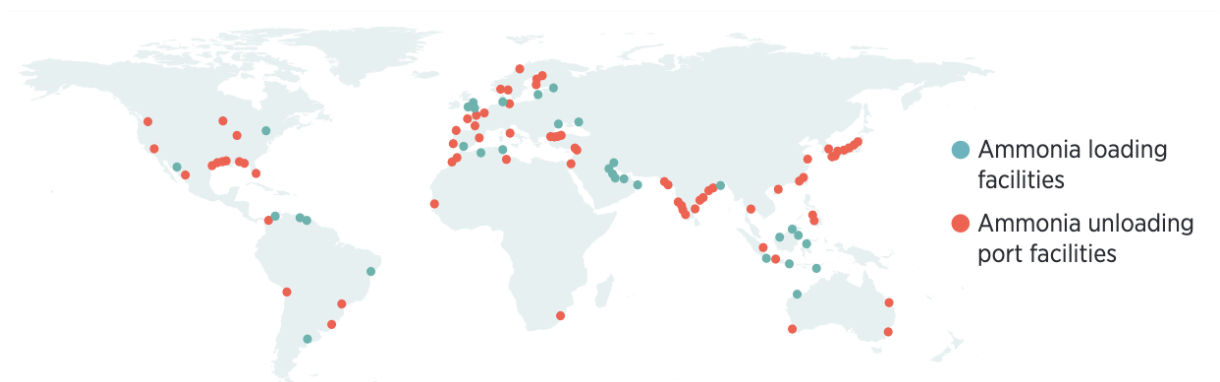 Ammonia loading
facilities
Ammonia unloading
port facilities